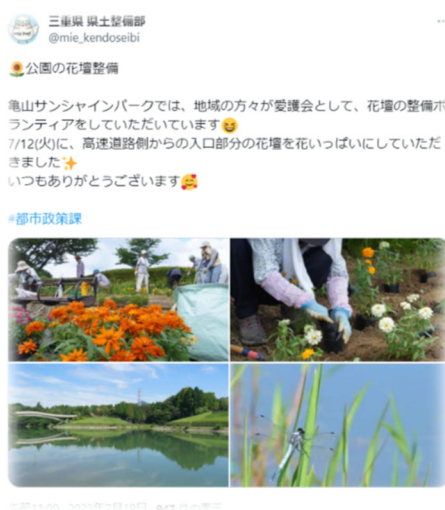 三重県 県土整備部
@mie_kendoseibi
🌻公園の花壇整備
亀山サンシャインパークでは、地域の方々が愛護会として、花壇の整備ボ
ランティアをしていただいています😆
7/12(火)に、高速道路側からの入口部分の花壇を花いっぱいにしていただ
きました✨
いつもありがとうございます🥰
#都市政策課